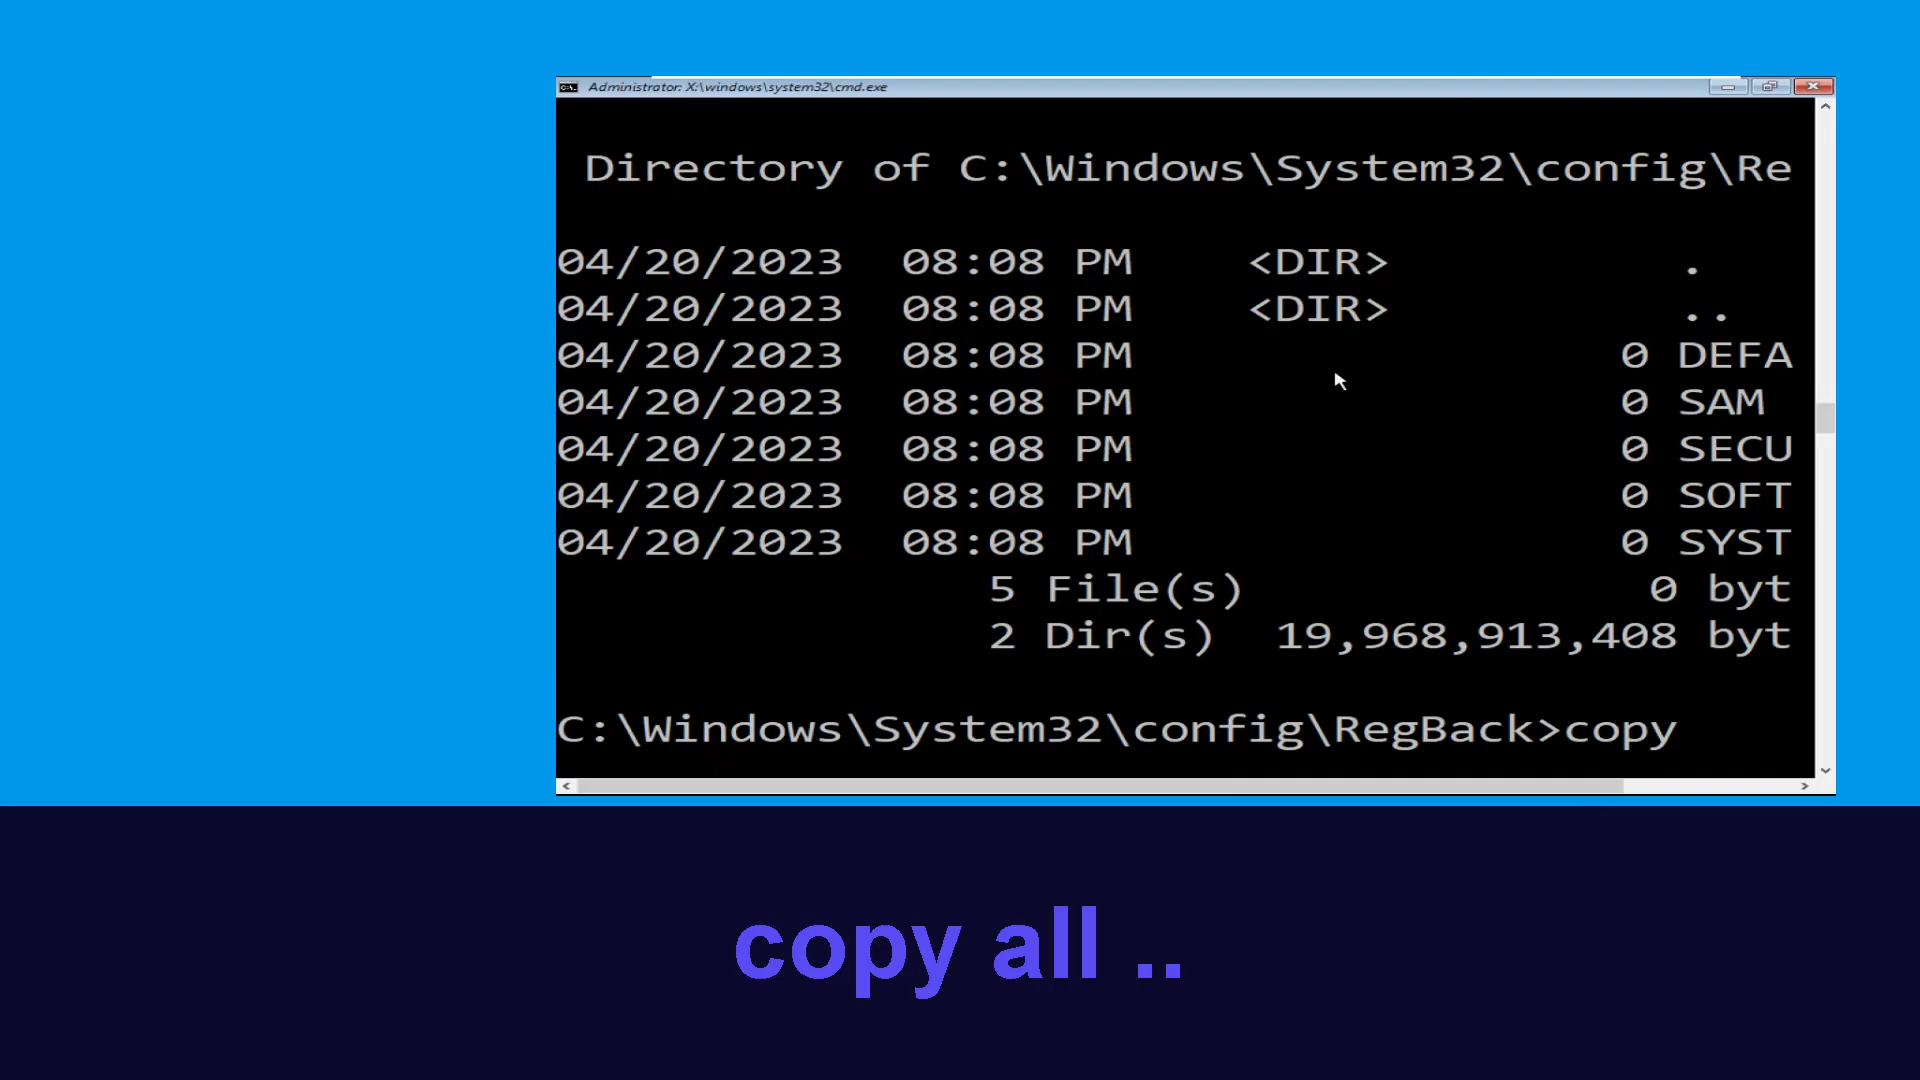 Administrator: X:\windows\system32\cmd.exe
Directory of C:\Windows\System32\config\Re
04/20/2023 08:08 PM <DIR> .
04/20/2023 08:08 PM <DIR> ..
04/20/2023 08:08 PM 0 DEFA
04/20/2023 08:08 PM 0 SAM
04/20/2023 08:08 PM 0 SECU
04/20/2023 08:08 PM 0 SOFT
04/20/2023 08:08 PM 0 SYST
5 File(s) 0 byt
2 Dir(s) 19,968,913,408 byt
C:\Windows\System32\config\RegBack>copy
copy all ..